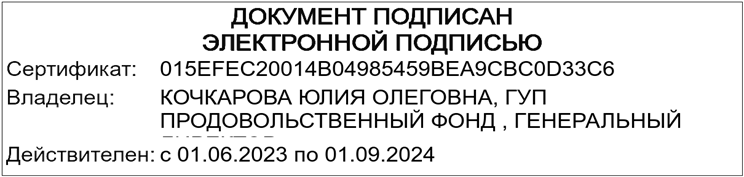 ДОКУМЕНТ ПОДПИСАН
ЭЛЕКТРОННОЙ ПОДПИСЬЮ
Сертификат: 015EFEC20014B04985459BEA9CBC0D33C6
Владелец: КОЧКАРОВА ЮЛИЯ ОЛЕГОВНА, ГУП
ПРОДОВОЛЬСТВЕННЫЙ ФОНД , ГЕНЕРАЛЬНЫЙ
Действителен: с 01.06.2023 по 01.09.2024